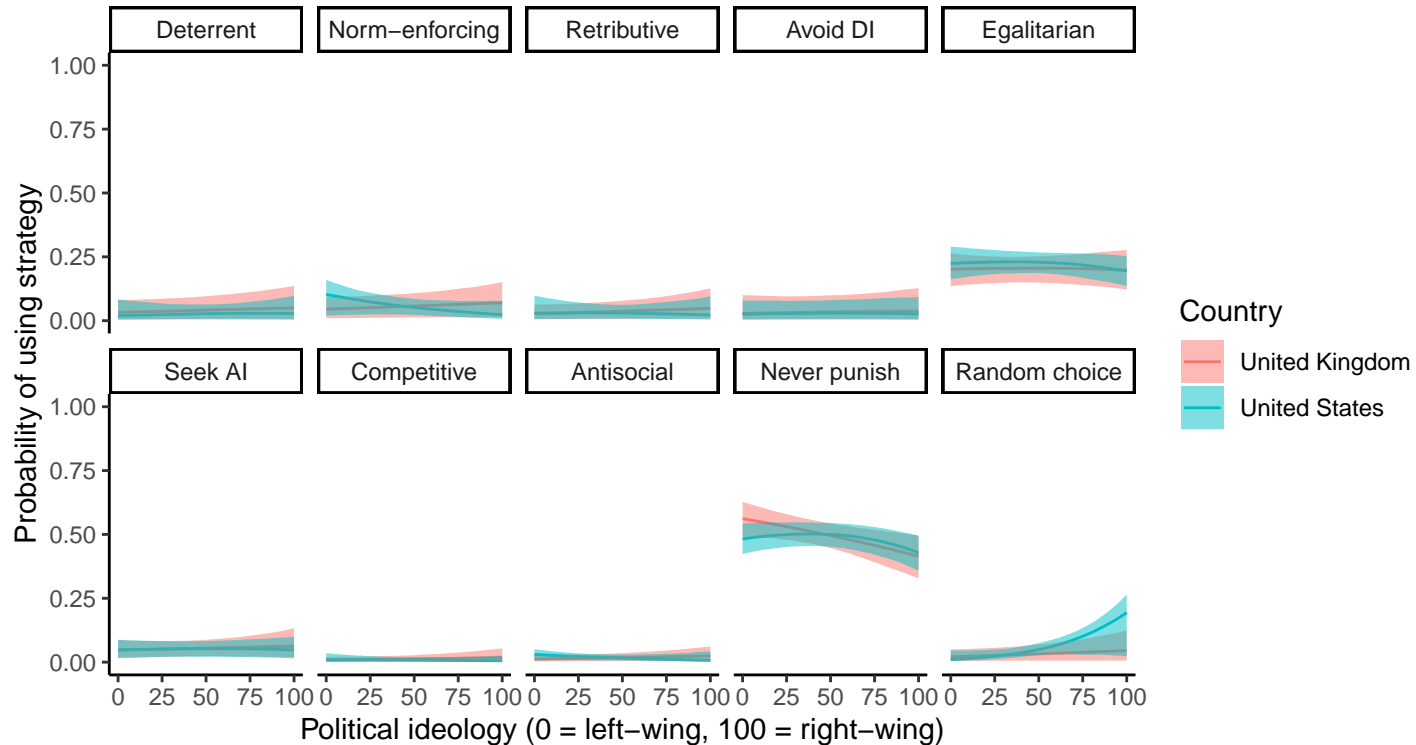 Deterrent Norm−enforcing Retributive Avoid DI Egalitarian
1.00
0.75
0.50
0.25
0.00
Seek AI Competitive Antisocial Never punish Random choice
1.00
0.75
0.50
0.25
0.00
0 25 50 75 100 0 25 50 75 100 0 25 50 75 100 0 25 50 75 100 0 25 50 75 100
Political ideology (0 = left−wing, 100 = right−wing)
Probability of using strategy
Country
United Kingdom
United States